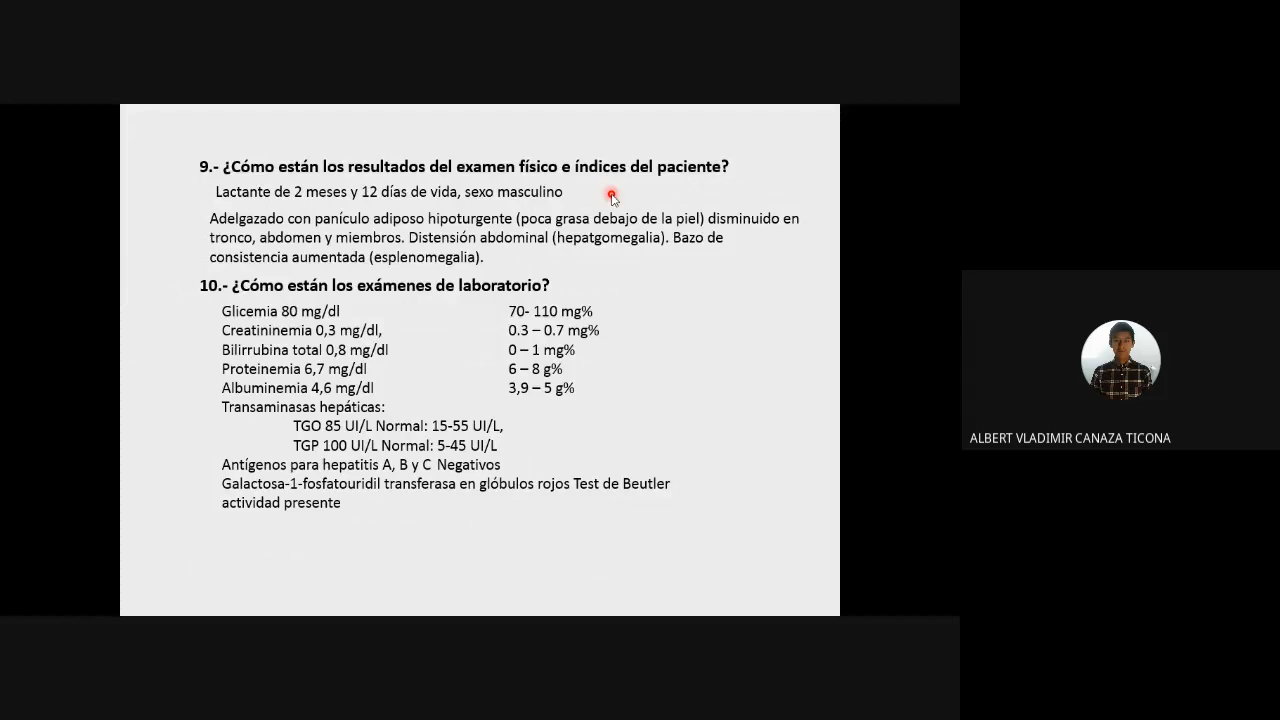 9.- ¿Cómo están los resultados del examen físico e índices del paciente?
Lactante de 2 meses y 12 días de vida, sexo masculino
Adelgazado con panículo adiposo hipoturgente (poca grasa debajo de la piel) disminuido en
tronco, abdomen y miembros. Distensión abdominal (hepatgomegalia). Bazo de
consistencia aumentada (esplenomegalia).
10.- ¿Cómo están los exámenes de laboratorio?
Glicemia 80 mg/dl 70- 110 mg%
Creatininemia 0,3 mg/dl, 0.3 – 0.7 mg%
Bilirrubina total 0,8 mg/dl 0 – 1 mg%
Proteinemia 6,7 mg/dl 6 – 8 g%
Albuminemia 4,6 mg/dl 3,9 – 5 g%
Transaminasas hepáticas:
TGO 85 UI/L Normal: 15-55 UI/L,
TGP 100 UI/L Normal: 5-45 UI/L
Antígenos para hepatitis A, B y C Negativos
Galactosa-1-fosfatouridil transferasa en glóbulos rojos Test de Beutler
actividad presente
ALBERT VLADIMIR CANAZA TICONA